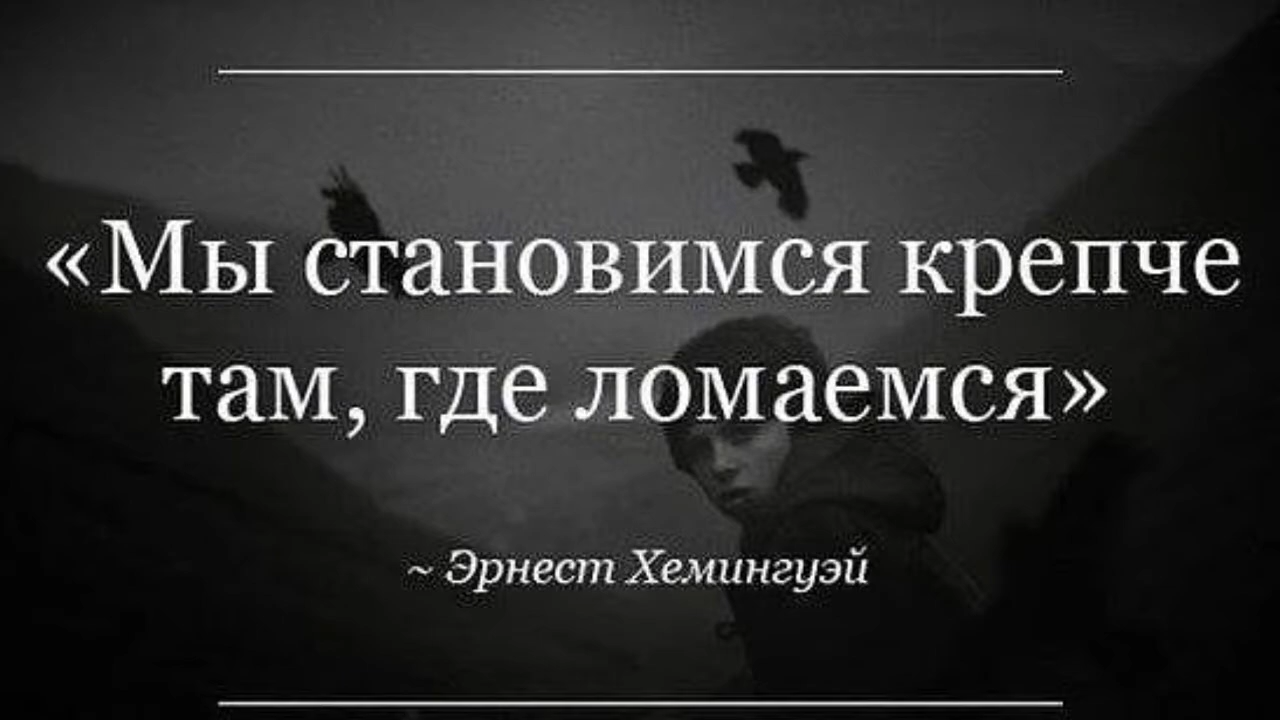 «Мы становимся крепче
там, где ломаемся»
~ Эрнест Хемингуэй